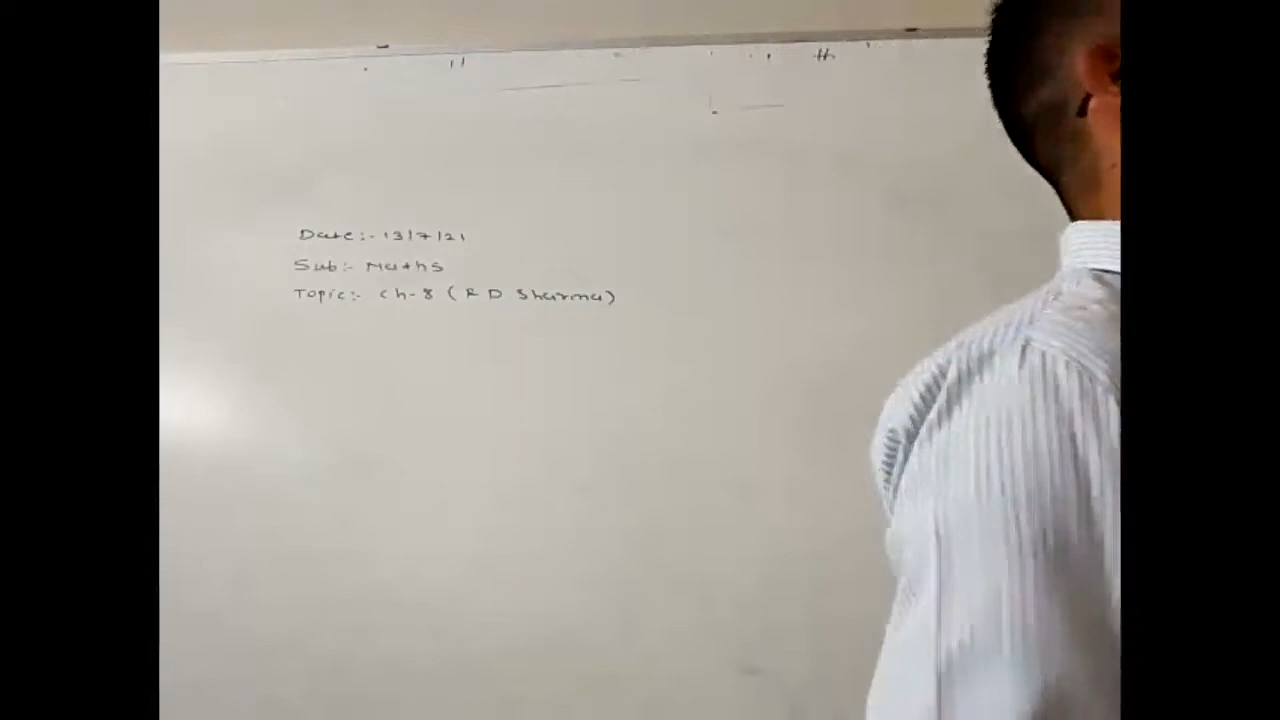 Date:- 13/7/21
Sub:- Maths
Topic:- Ch-8 (R D Sharma)